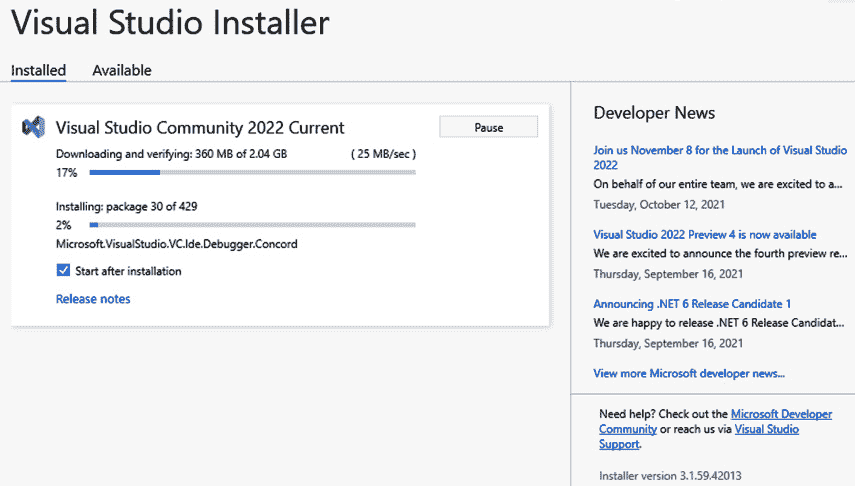 Visual Studio Installer
Installed
Available
Visual Studio Community 2022 Current
Pause
Downloading and verifying: 360 MB of 2.04 GB
( 25 MB/sec )
17%
Installing: package 30 of 429
2%
Microsoft.VisualStudio.VC.Ide.Debugger.Concord
Start after installation
Release notes
Developer News
Join us November 8 for the Launch of Visual Studio
2022
On behalf of our entire team, we are excited to a...
Tuesday, October 12, 2021
Visual Studio 2022 Preview 4 is now available
We are excited to announce the fourth preview re...
Thursday, September 16, 2021
Announcing .NET 6 Release Candidate 1
We are happy to release .NET 6 Release Candidat...
Thursday, September 16, 2021
View more Microsoft developer news...
Need help? Check out the Microsoft Developer
Community or reach us via Visual Studio
Support.
Installer version 3.1.59.42013